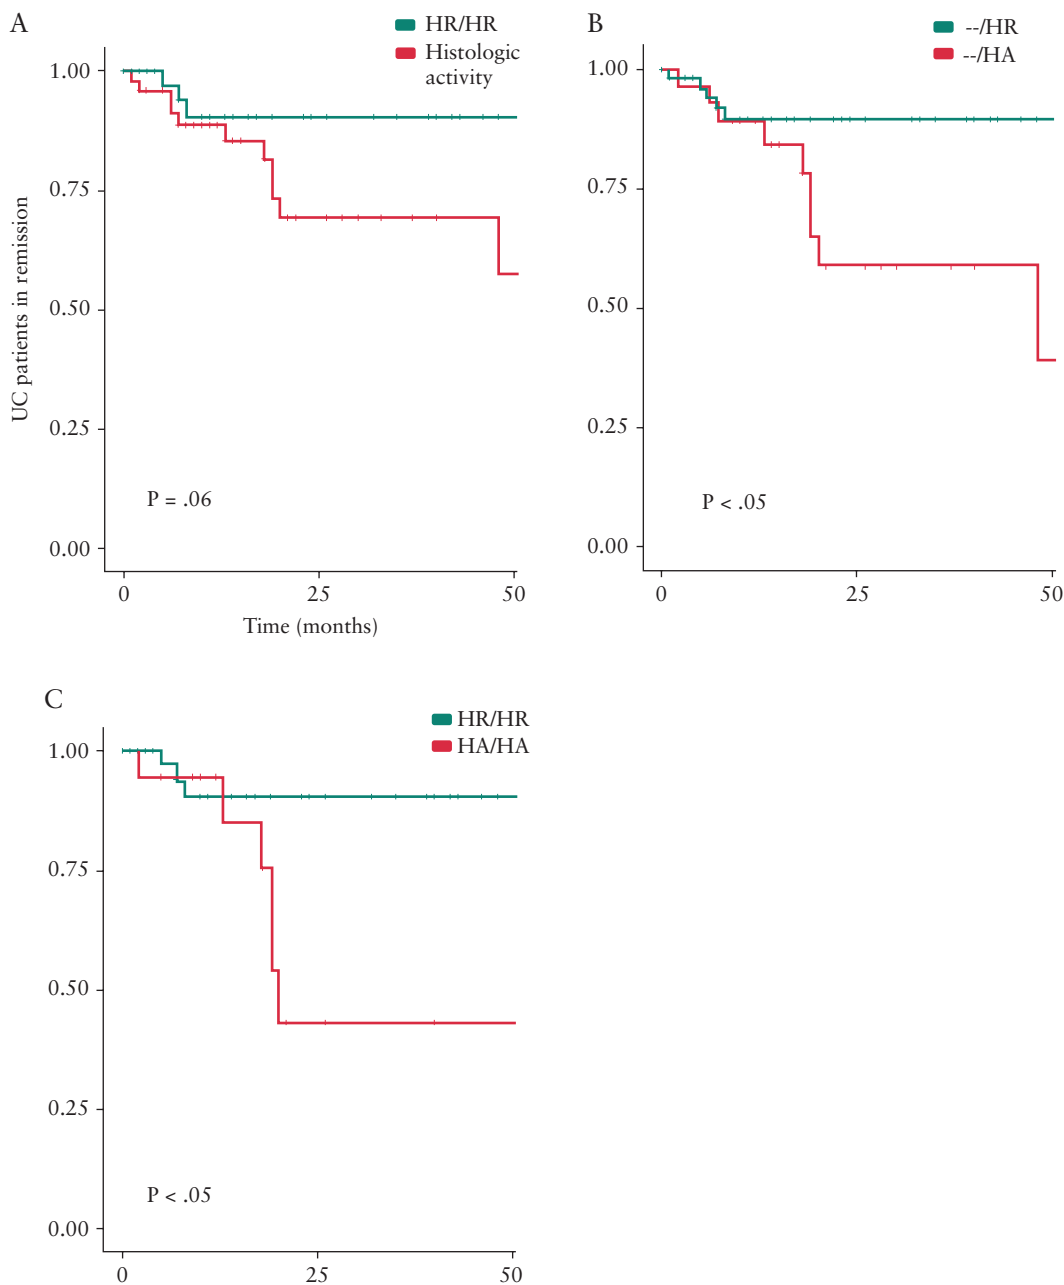 A
HR/HR
Histologic
activity
1.00
0.75
0.50
0.25
0.00
UC patients in remission
P = .06
0
25
50
Time (months)
B
--/HR
--/HA
1.00
0.75
0.50
0.25
0.00
P < .05
0
25
50
C
HR/HR
HA/HA
1.00
0.75
0.50
0.25
0.00
P < .05
0
25
50